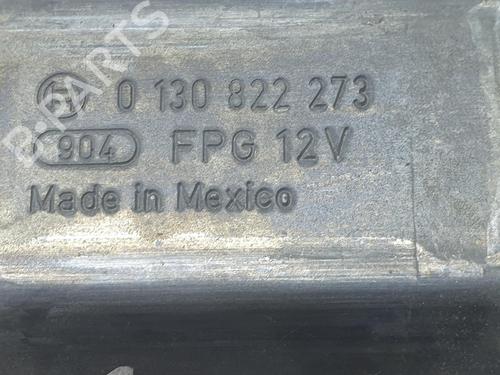 0 130 822 273
904 FPG 12V
Made in Mexico
B-PARTS